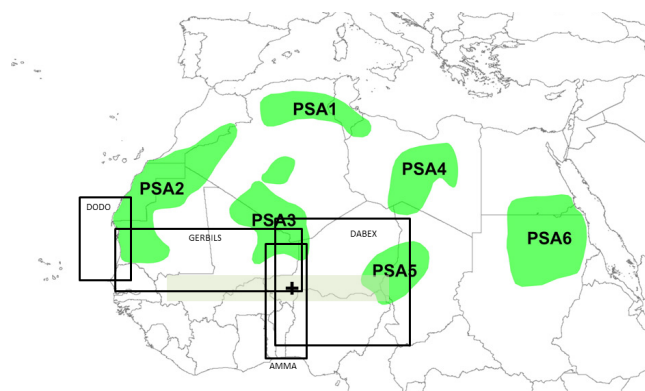 PSA1
PSA4
PSA2
DODO
PSA3
GERBILS
DABEX
PSA6
PSA5
AMMA